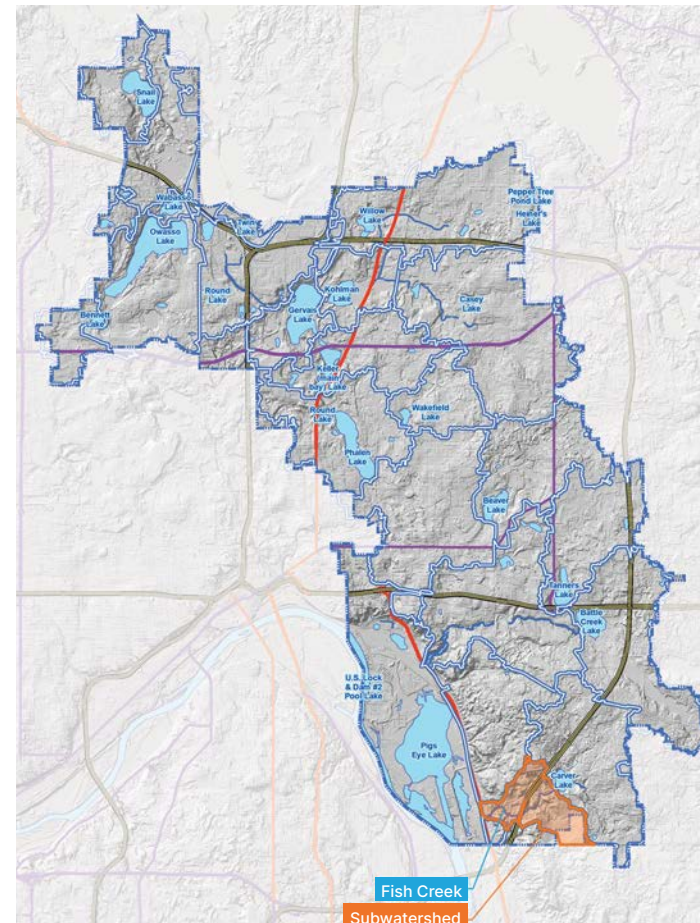 Snail
Lake
Pepper Tree
Pond Lake
Heiner's
Lake
Wabasso
Lake
Willow
Lake
Twin
Lake
Owasso
Lake
Round
Lake
Kohlman
Lake
Casey
Lake
Gervais
Lake
Bennett
Lake
Keller
(main
bay) Lake
Round
Lake
Wakefield
Lake
Phalen
Lake
Beaver
Lake
Tanners
Lake
Battle
Creek
Lake
U.S. Lock
& Dam #2
Pool Lake
Pigs
Eye Lake
Carver
Lake
Fish Creek
Subwatershed